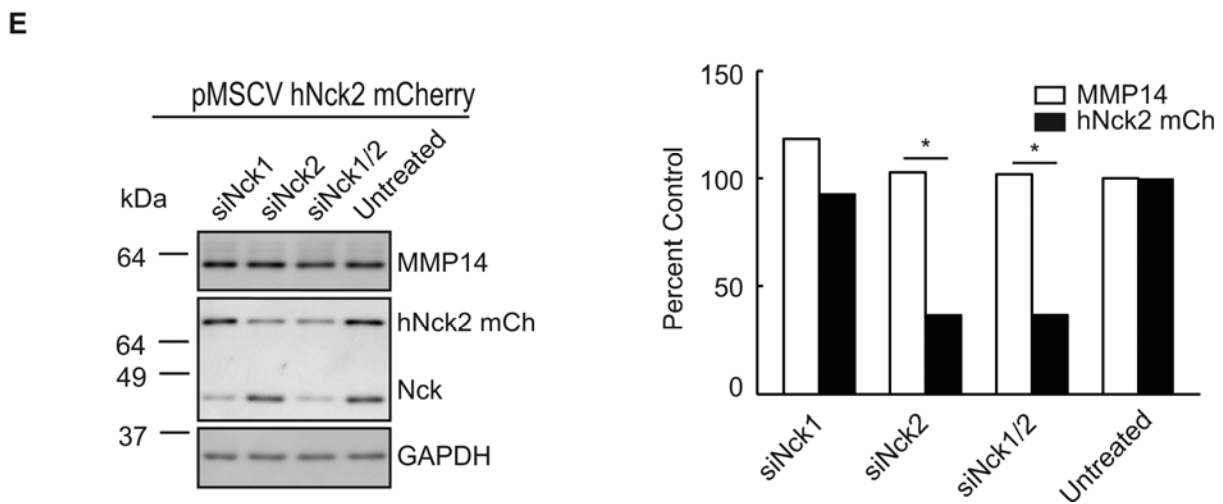 E
pMSCV hNck2 mCherry
kDa
siNck1
siNck2
siNck1/2
Untreated
64
MMP14
hNck2 mCh
64
49
Nck
37
GAPDH
150
MMP14
hNck2 mCh
*
*
100
Percent Control
50
0
siNck1
siNck2
siNck1/2
Untreated